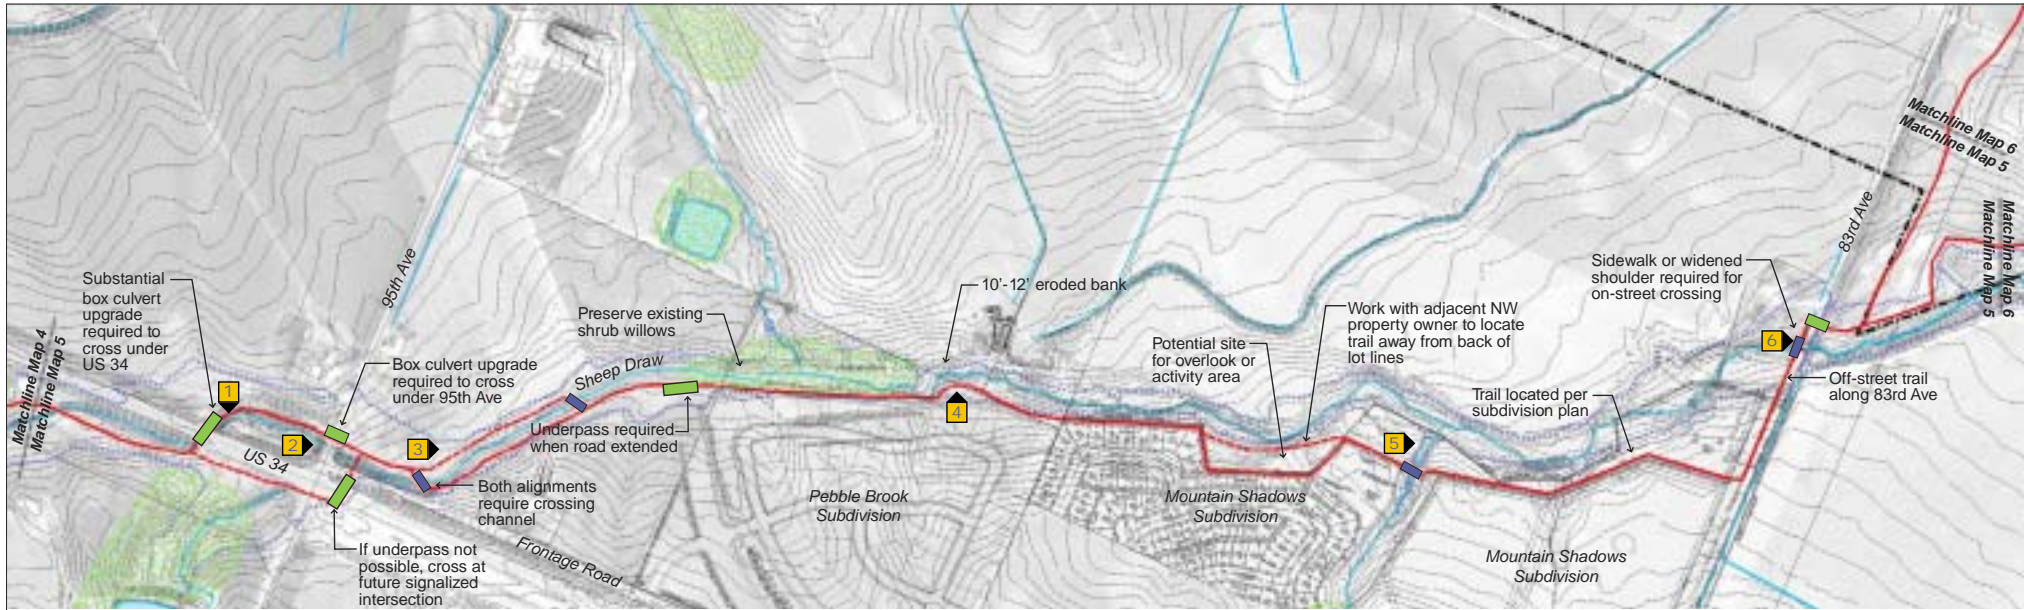 Matchline Map 4
Matchline Map 5
Substantial
box culvert
upgrade
required to
cross under
US 34
1
2
US 34
95th Ave
Box culvert upgrade
required to cross
under 95th Ave
3
If underpass not
possible, cross at
future signalized
intersection
Both alignments
require crossing
channel
Frontage Road
Sheep Draw
Preserve existing
shrub willows
Underpass required
when road extended
10'-12' eroded bank
4
Pebble Brook
Subdivision
Potential site
for overlook or
activity area
Work with adjacent NW
property owner to locate
trail away from back of
lot lines
Mountain Shadows
Subdivision
5
Trail located per
subdivision plan
Mountain Shadows
Subdivision
Sidewalk or widened
shoulder required for
on-street crossing
6
Off-street trail
along 83rd Ave
83rd Ave
Matchline Map 6
Matchline Map 5
Matchline Map 6
Matchline Map 5